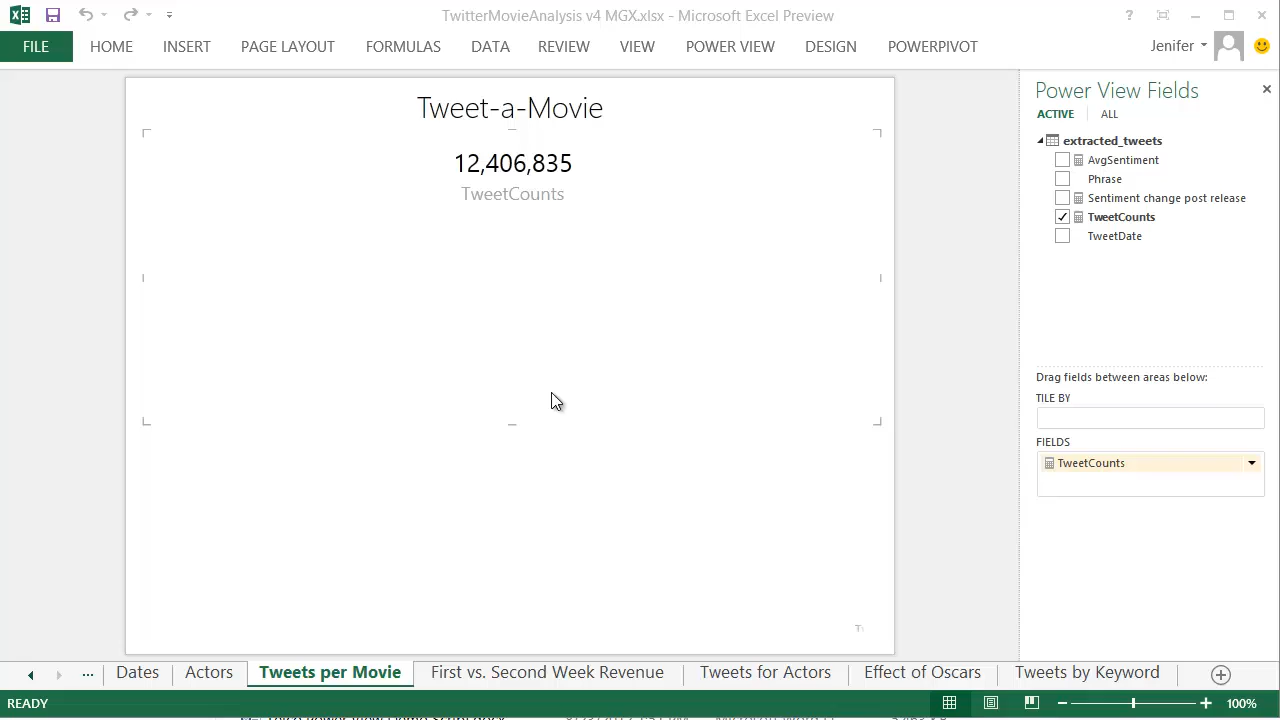 TwitterMovieAnalysis v4 MGX.xlsx - Microsoft Excel Preview
?
FILE HOME INSERT PAGE LAYOUT FORMULAS DATA REVIEW VIEW POWER VIEW DESIGN POWERPIVOT Jenifer
Tweet-a-Movie
12,406,835
TweetCounts
Power View Fields
ACTIVE ALL
extracted_tweets
AvgSentiment
Phrase
Sentiment change post release
TweetCounts
TweetDate
Drag fields between areas below:
TILE BY
FIELDS
TweetCounts
... Dates Actors Tweets per Movie First vs. Second Week Revenue Tweets for Actors Effect of Oscars Tweets by Keyword
READY 100%